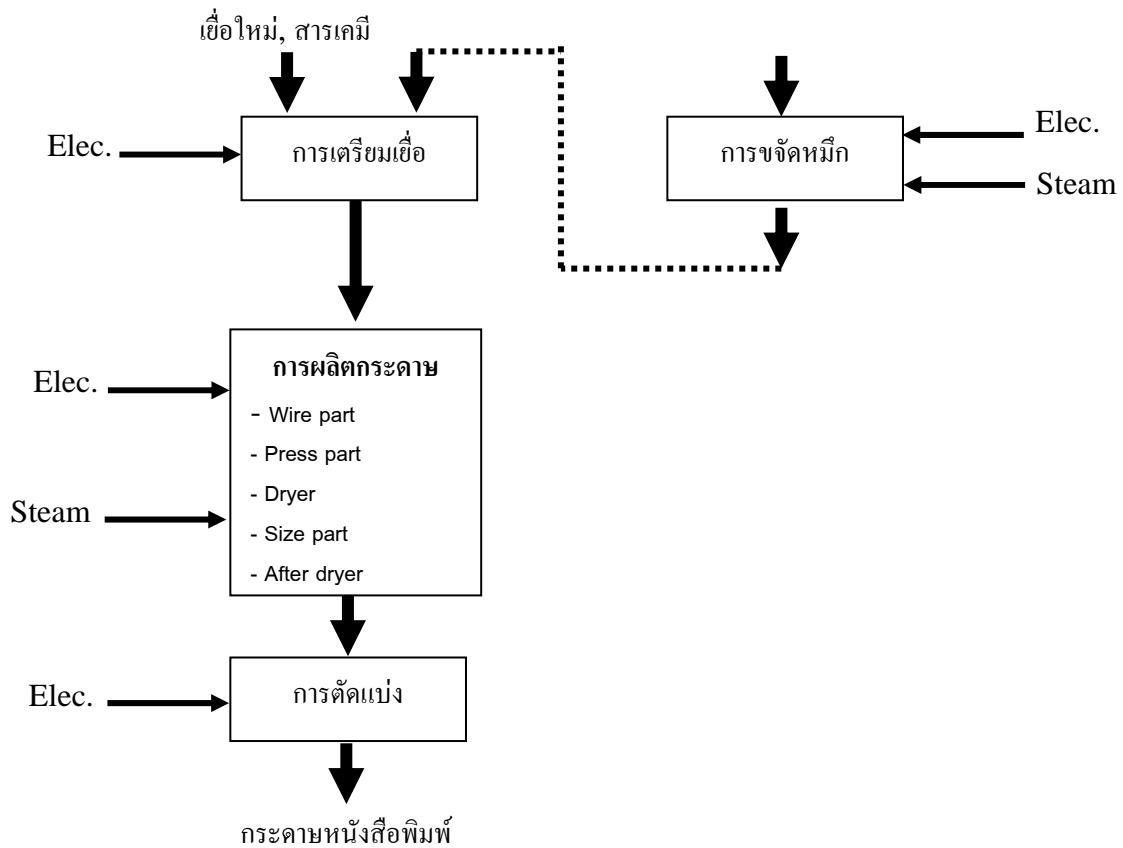 เยื่อใหม่, สารเคมี
Elec.
การเตรียมเยื่อ
การขจัดหมึก
Elec.
Steam
Elec.
Steam
การผลิตกระดาษ
- Wire part
- Press part
- Dryer
- Size part
- After dryer
Elec.
การตัดแบ่ง
กระดาษหนังสือพิมพ์